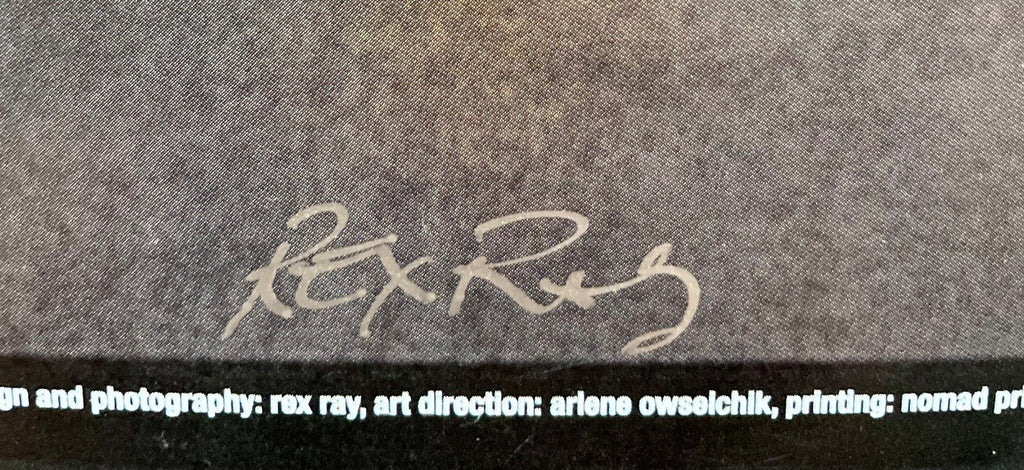 Rex Ray
gn and photography: rex ray, art direction: arlene owseichik, printing: nomad pri